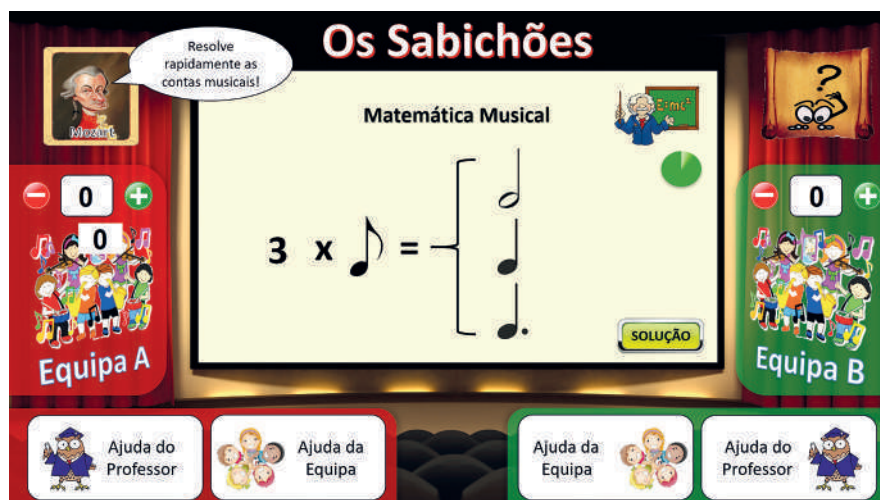 Os Sabichões
Resolve
rapidamente as
contas musicais!
Mozart
Matemática Musical
E=mc²
?
3 x ♪ =
SOLUÇÃO
0
0
Equipa A
0
Equipa B
Ajuda do
Professor
Ajuda da
Equipa
Ajuda da
Equipa
Ajuda do
Professor